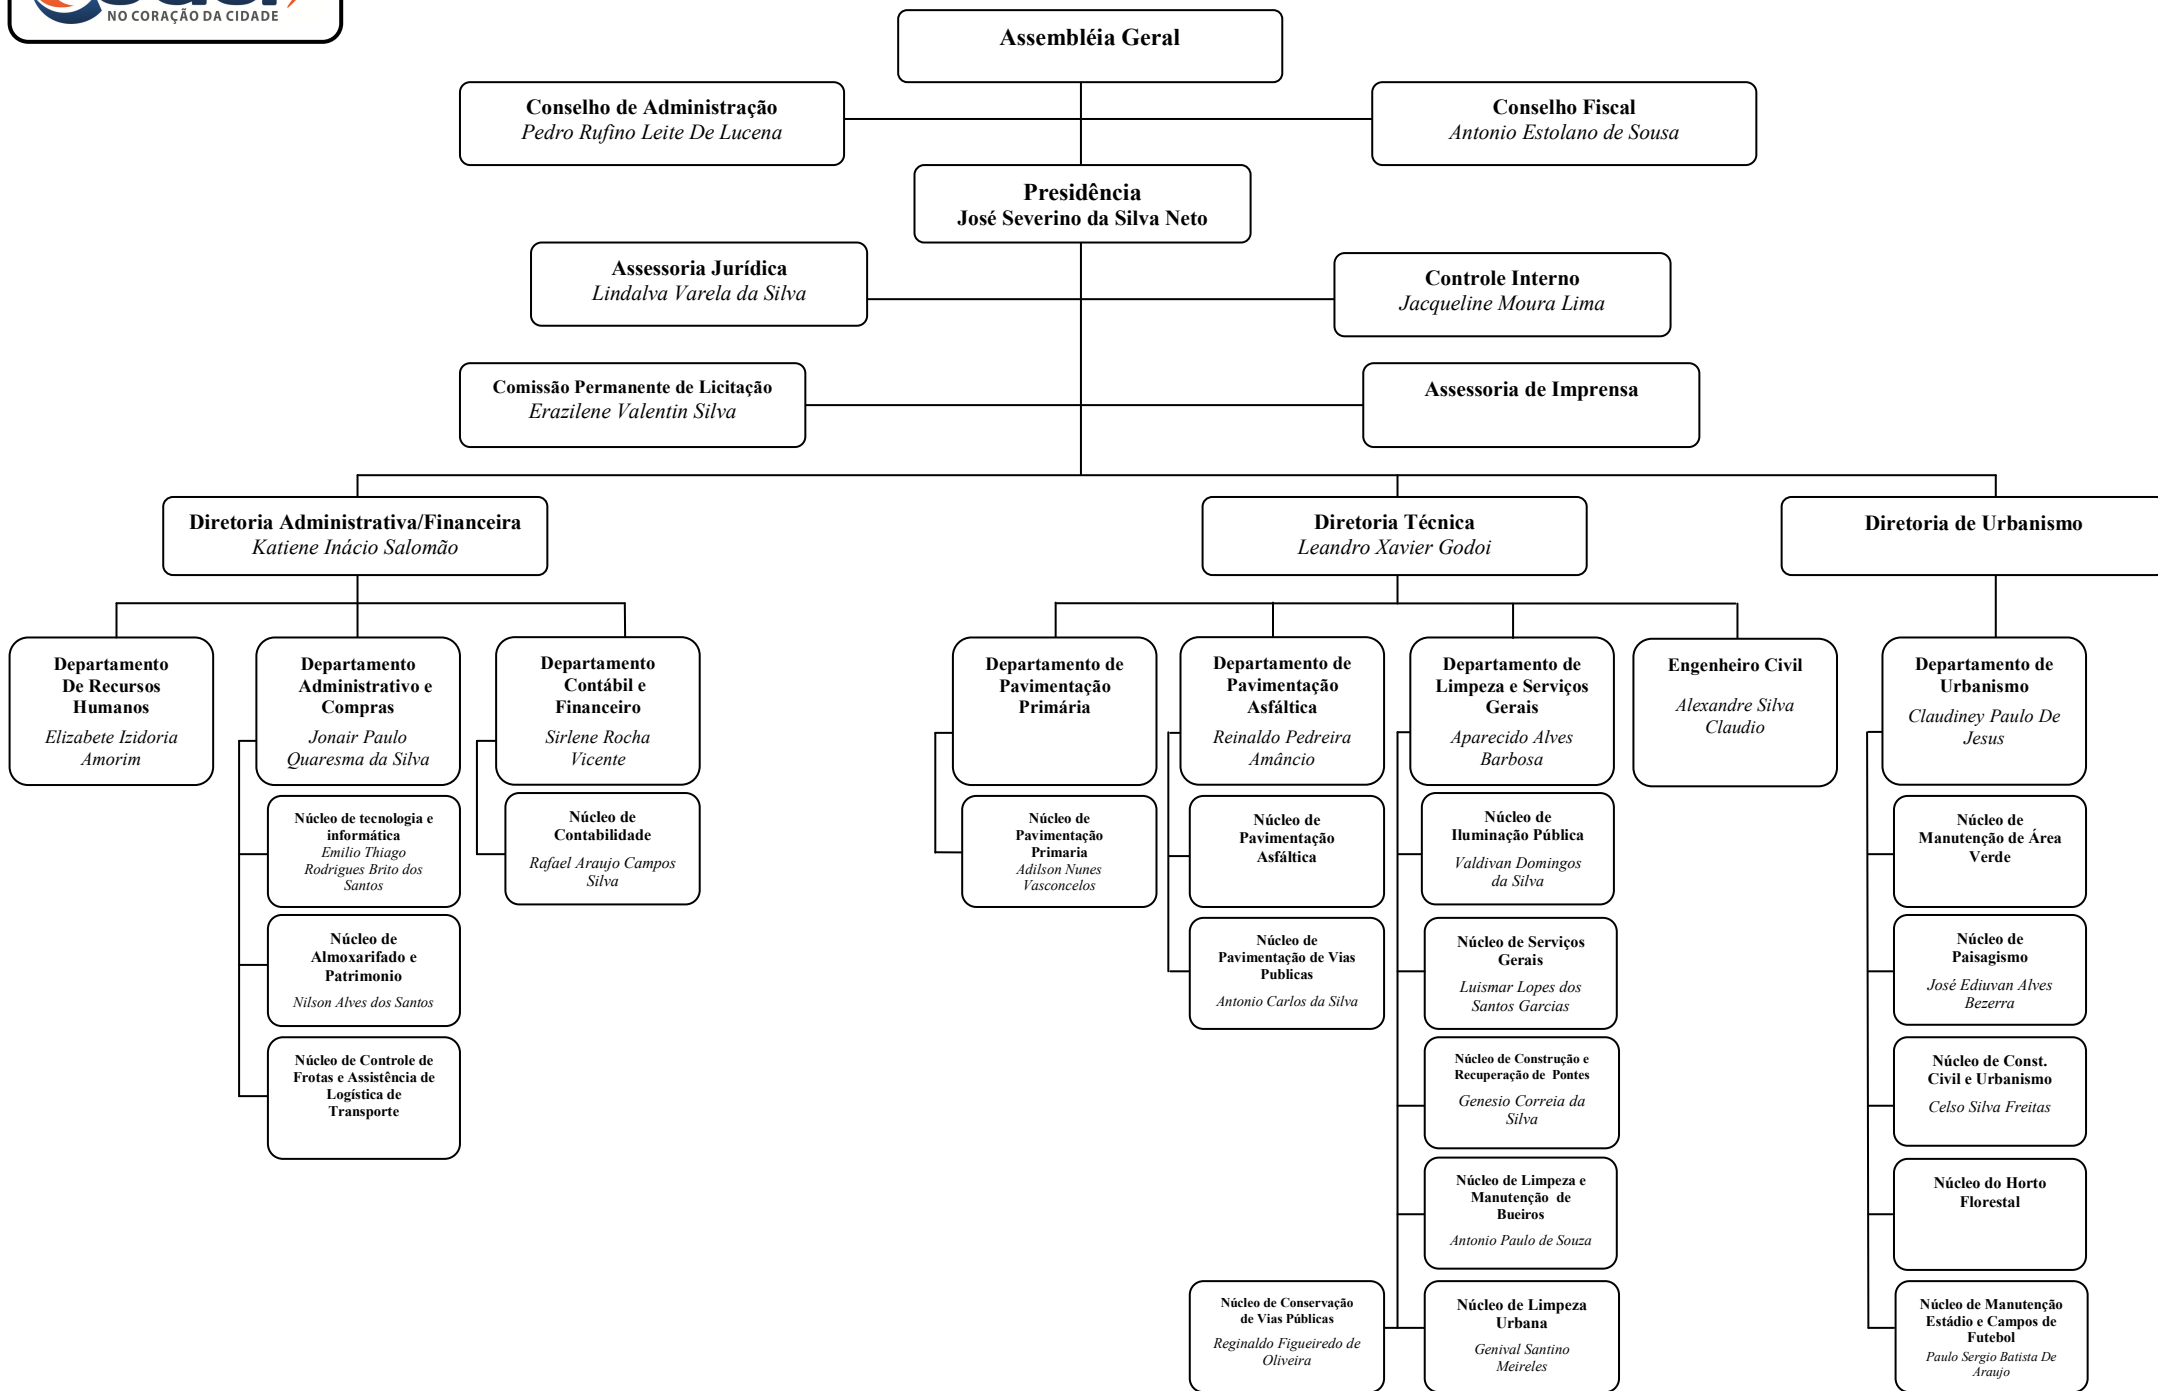 NO CORAÇÃO DA CIDADE
Assembléia Geral
Conselho de Administração
Pedro Rufino Leite De Lucena
Conselho Fiscal
Antonio Estolano de Sousa
Presidência
José Severino da Silva Neto
Assessoria Jurídica
Lindalva Varela da Silva
Controle Interno
Jacqueline Moura Lima
Comissão Permanente de Licitação
Erazilene Valentin Silva
Assessoria de Imprensa
Diretoria Administrativa/Financeira
Katiene Inácio Salomão
Diretoria Técnica
Leandro Xavier Godoi
Diretoria de Urbanismo
Departamento
De Recursos
Humanos
Elizabete Izidoria
Amorim
Departamento
Administrativo e
Compras
Jonair Paulo
Quaresma da Silva
Departamento
Contábil e
Financeiro
Sirlene Rocha
Vicente
Departamento de
Pavimentação
Primária
Departamento de
Pavimentação
Asfáltica
Reinaldo Pedreira
Amâncio
Departamento de
Limpeza e Serviços
Gerais
Aparecido Alves
Barbosa
Engenheiro Civil
Alexandre Silva
Claudio
Departamento de
Urbanismo
Claudiney Paulo De
Jesus
Núcleo de tecnologia e
informática
Emilio Thiago
Rodrigues Brito dos
Santos
Núcleo de
Contabilidade
Rafael Araujo Campos
Silva
Núcleo de
Pavimentação
Primaria
Adilson Nunes
Vasconcelos
Núcleo de
Pavimentação
Asfáltica
Núcleo de
Iluminação Pública
Valdivan Domingos
da Silva
Núcleo de
Manutenção de Área
Verde
Núcleo de
Almoxarifado e
Patrimonio
Nilson Alves dos Santos
Núcleo de
Pavimentação de Vias
Publicas
Antonio Carlos da Silva
Núcleo de Serviços
Gerais
Luismar Lopes dos
Santos Garcias
Núcleo de
Paisagismo
José Ediuvan Alves
Bezerra
Núcleo de Controle de
Frotas e Assistência de
Logística de
Transporte
Núcleo de Construção e
Recuperação de Pontes
Genesio Correia da
Silva
Núcleo de Const.
Civil e Urbanismo
Celso Silva Freitas
Núcleo de Limpeza e
Manutenção de
Bueiros
Antonio Paulo de Souza
Núcleo do Horto
Florestal
Núcleo de Conservação
de Vias Públicas
Reginaldo Figueiredo de
Oliveira
Núcleo de Limpeza
Urbana
Genival Santino
Meireles
Núcleo de Manutenção
Estádio e Campos de
Futebol
Paulo Sergio Batista De
Araujo